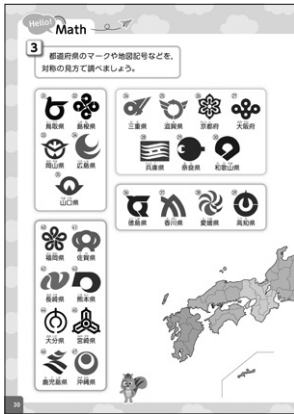 Hello! Math
3
都道府県のマークや地図記号などを、
対称の見方で調べましょう。
鳥取県 島根県
岡山県 広島県
山口県
三重県 滋賀県 京都府 大阪府
兵庫県 奈良県 和歌山県
徳島県 香川県 愛媛県 高知県
福岡県 佐賀県
長崎県 熊本県
大分県 宮崎県
鹿児島県 沖縄県
30